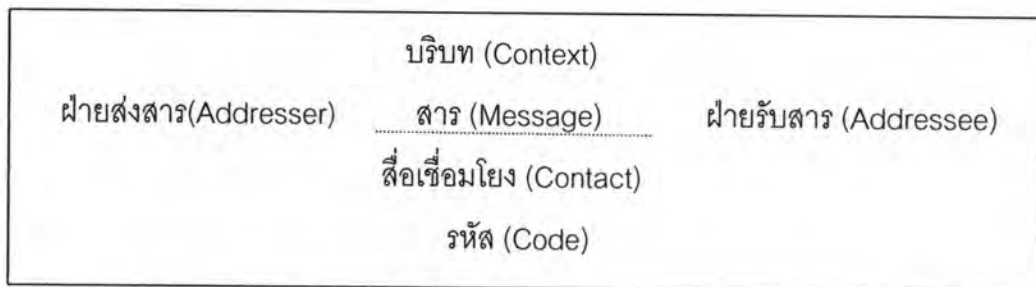 บริบท (Context)
ฝ่ายส่งสาร(Addresser) สาร (Message) ฝ่ายรับสาร (Addressee)
สื่อเชื่อมโยง (Contact)
รหัส (Code)